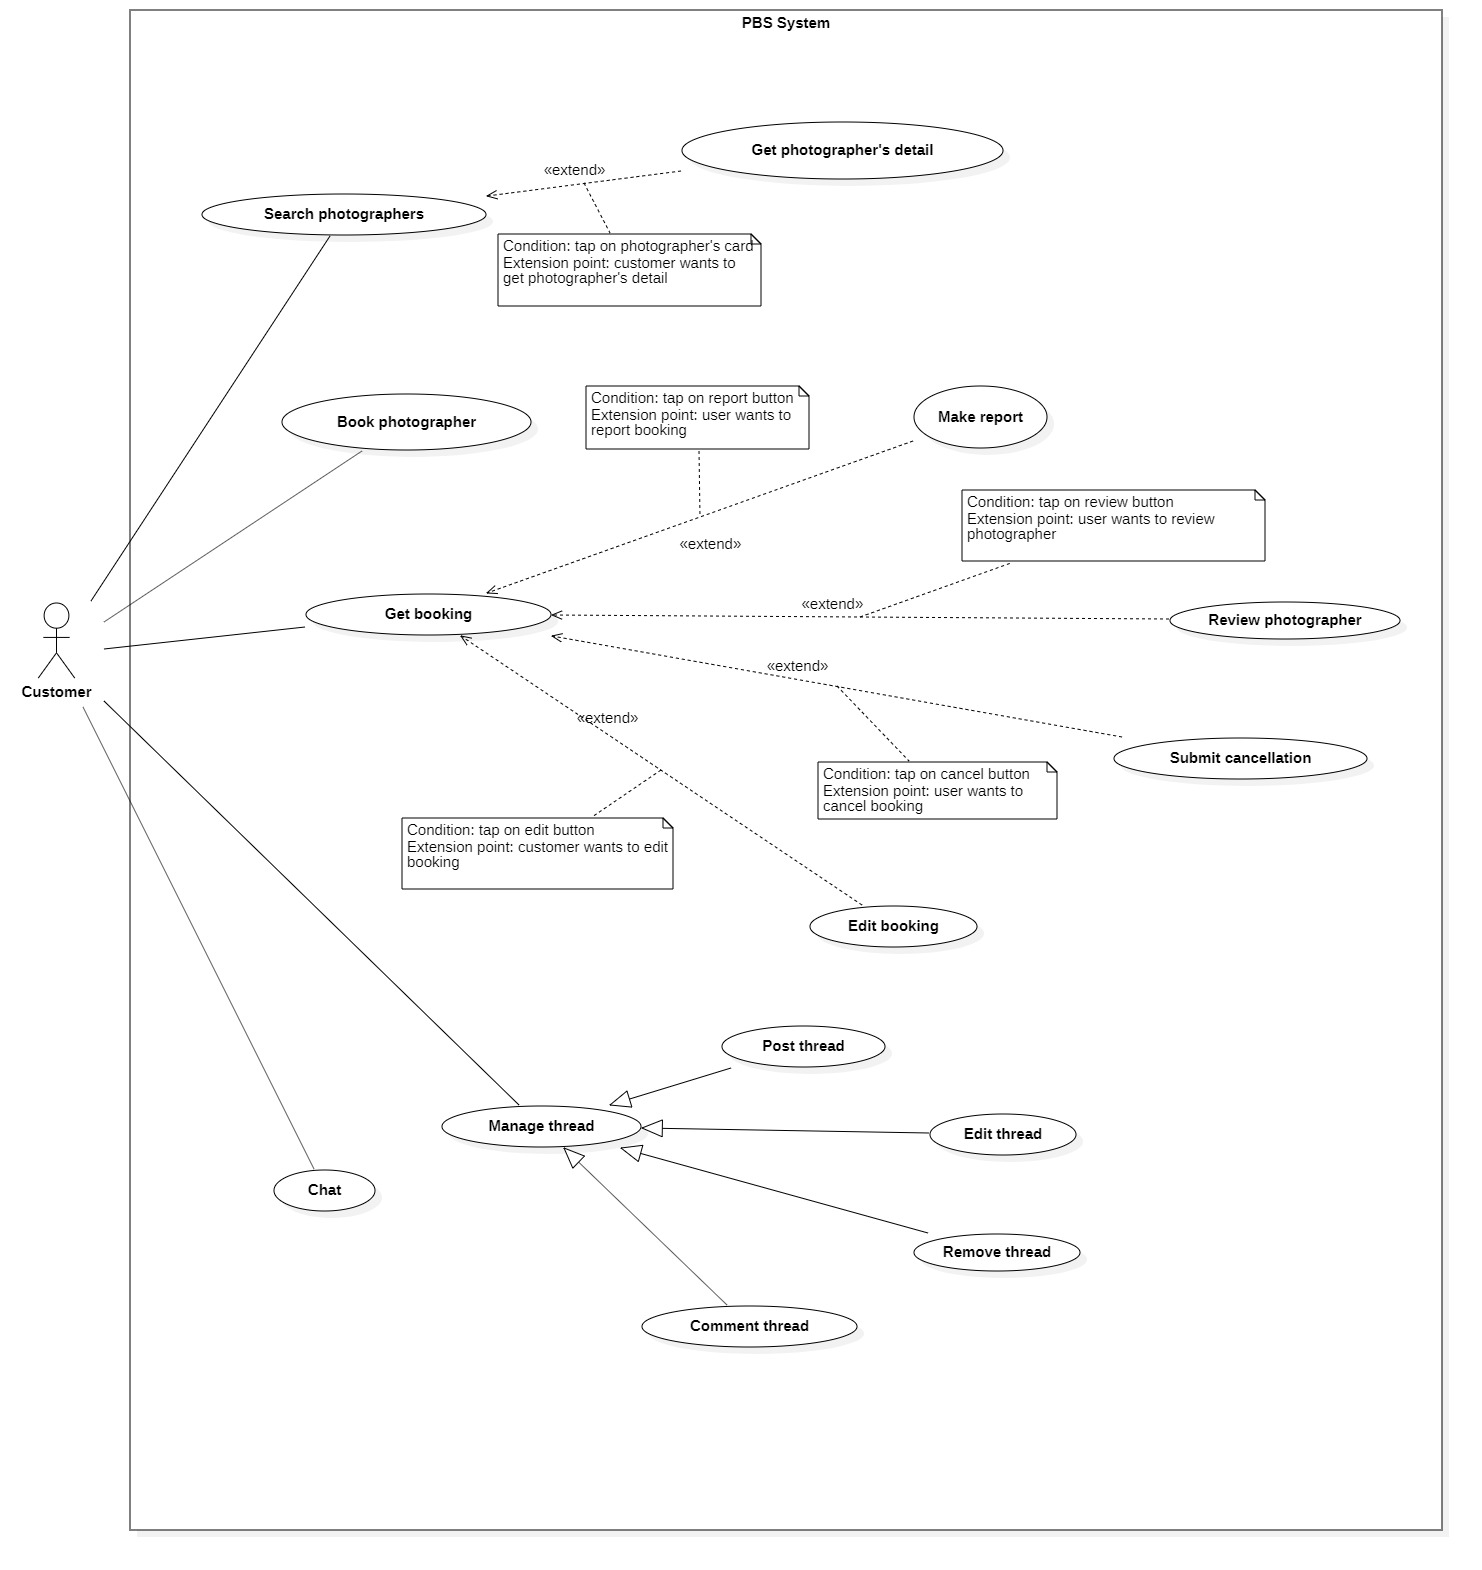 PBS System
Get photographer's detail
«extend»
Search photographers
Condition: tap on photographer's card
Extension point: customer wants to
get photographer's detail
Condition: tap on report button
Extension point: user wants to
report booking
Make report
Book photographer
Condition: tap on review button
Extension point: user wants to review
photographer
«extend»
«extend»
Get booking
Review photographer
Customer
«extend»
«extend»
Submit cancellation
Condition: tap on cancel button
Extension point: user wants to
cancel booking
Condition: tap on edit button
Extension point: customer wants to edit
booking
Edit booking
Post thread
Manage thread
Edit thread
Chat
Remove thread
Comment thread